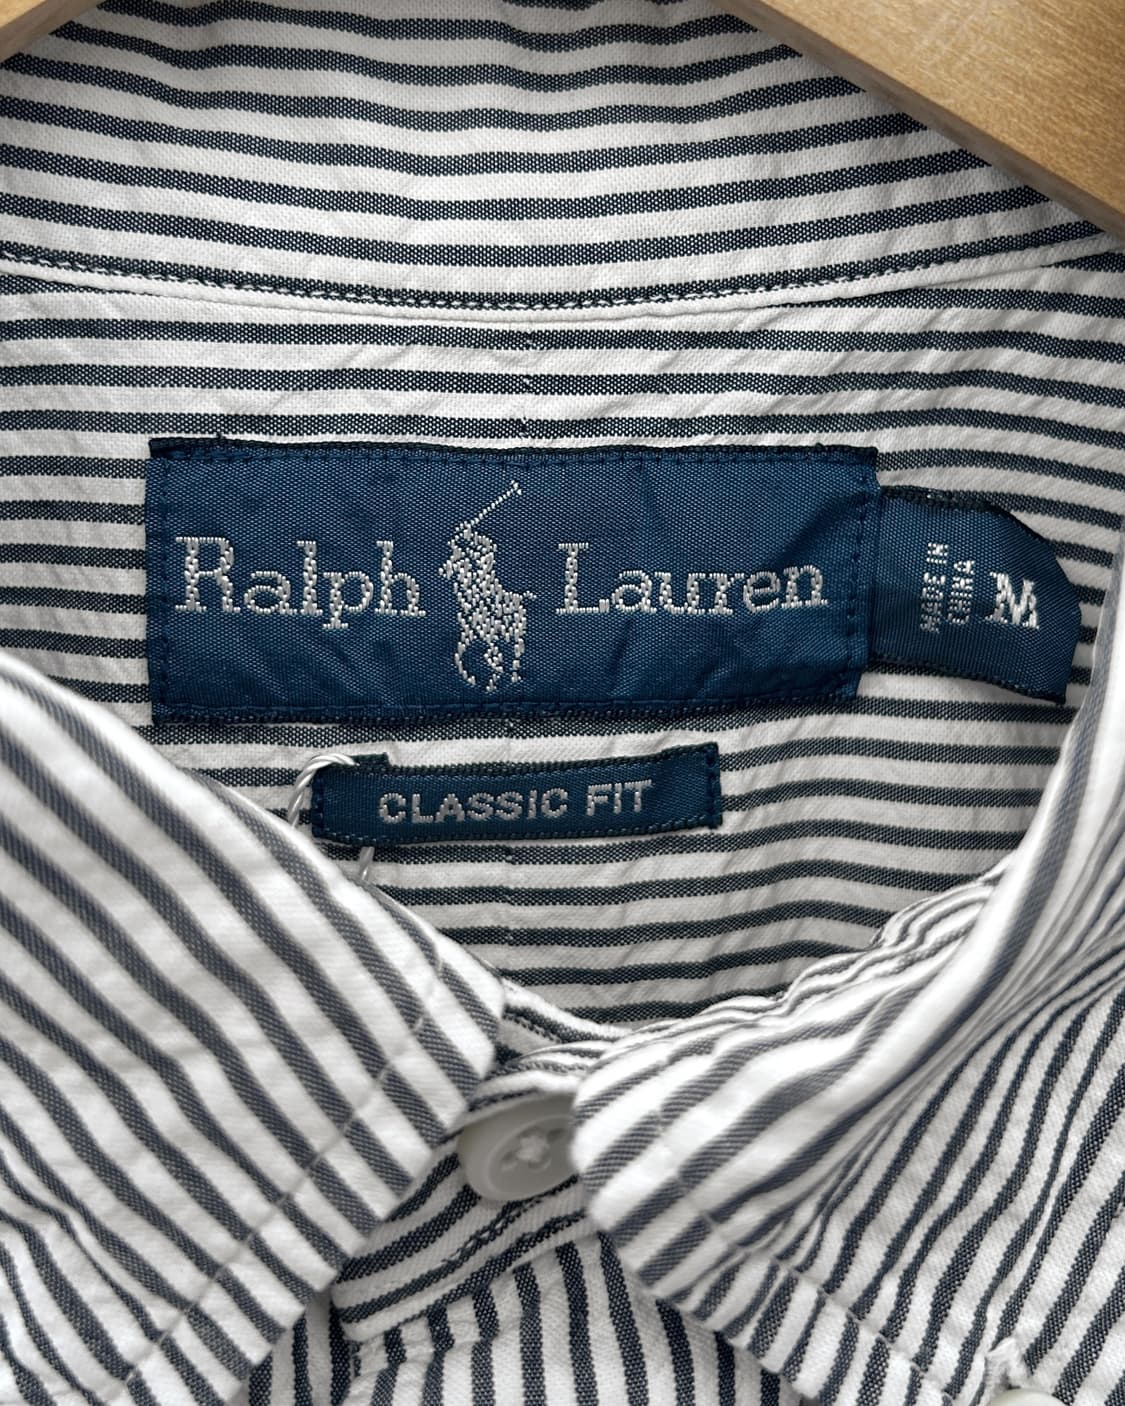 Ralph Lauren
MADE IN
CHINA
M
CLASSIC FIT